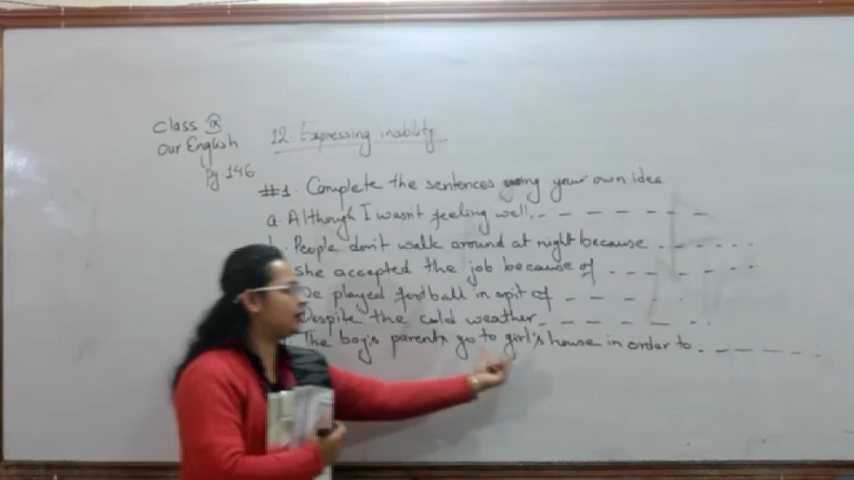 Class IX
Our English
Pg 146
12 Expressing inability
#1. Complete the sentences using your own idea
a. Although I wasn't feeling well, - - - - - - -
. People don't walk around at night because - - - - - -
she accepted the job because of - - - - - - -
played football in spit of - - - - -
Despite the cold weather, - - - - - -
The boy's parents go to girl's house in order to - - - - - -